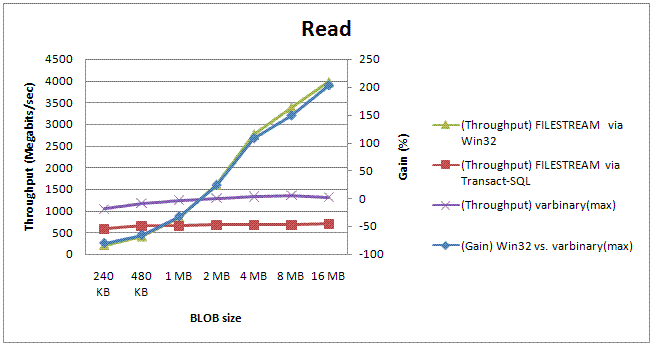 Read
Throughput (Megabits/sec)
4500
4000
3500
3000
2500
2000
1500
1000
500
0
250
200
150
100
50
0
-50
-100
Gain (%)
240
KB
480
KB
1 MB
2 MB
4 MB
8 MB
16 MB
BLOB size
(Throughput) FILESTREAM via
Win32
(Throughput) FILESTREAM via
Transact-SQL
(Throughput) varbinary(max)
(Gain) Win32 vs. varbinary(max)